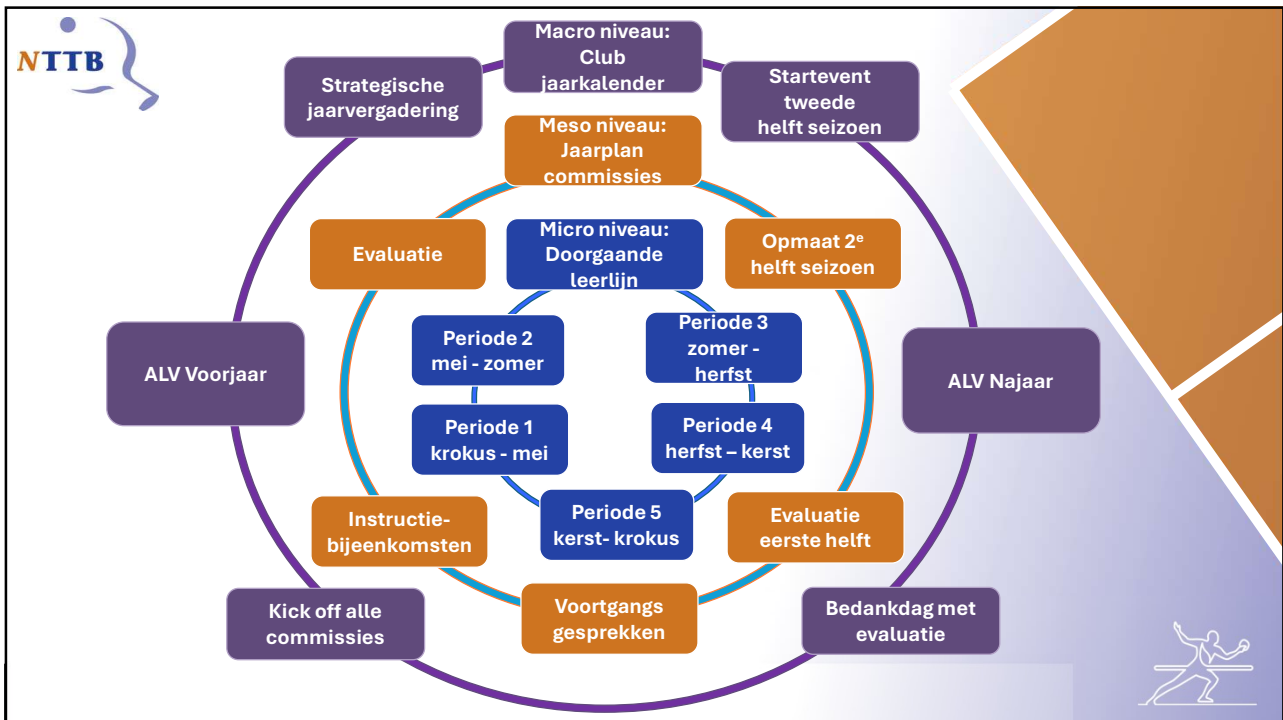 NTTB
Macro niveau:
Club
jaarkalender
Strategische
jaarvergadering
Startevent
tweede
helft seizoen
Meso niveau:
Jaarplan
commissies
Evaluatie
Micro niveau:
Doorgaande
leerlijn
Opmaat 2e
helft seizoen
Periode 2
mei - zomer
Periode 3
zomer -
herfst
ALV Voorjaar
ALV Najaar
Periode 1
krokus - mei
Periode 4
herfst – kerst
Instructie-
bijeenkomsten
Periode 5
kerst- krokus
Evaluatie
eerste helft
Kick off alle
commissies
Voortgangs
gesprekken
Bedankdag met
evaluatie